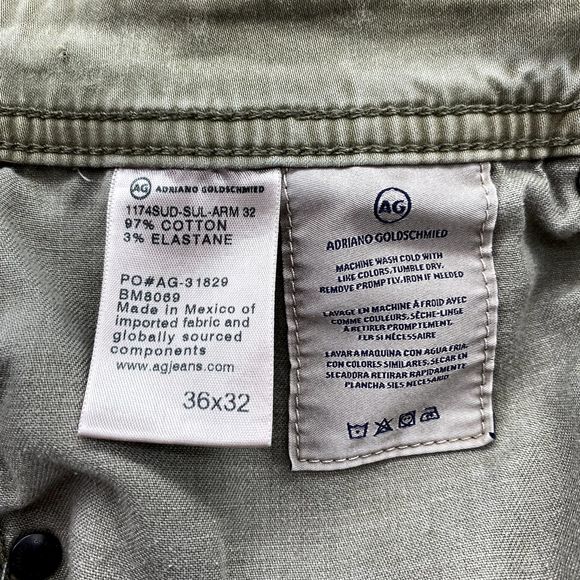 AG ADRIANO GOLDSCHMIED
1174SUD-SUL-ARM 32
97% COTTON
3% ELASTANE
PO#AG-31829
BM8069
Made in Mexico of
imported fabric and
globally sourced
components
www.agjeans.com
36x32
AG
ADRIANO GOLDSCHMIED
MACHINE WASH COLD WITH
LIKE COLORS. TUMBLE DRY.
REMOVE PROMPTLY. IRON IF NEEDED
LAVAGE EN MACHINE À FROID AVEC
COMME COULEURS. SÈCHE-LINGE
A RETIRER PROMPTEMENT.
FER SI NÉCESSAIRE
LAVAR A MAQUINA CON AGUA FRIA
CON COLORES SIMILARES. SECAR EN
SECADORA RETIRAR RAPIDAMENTE
PLANCHA SIES NECESARIO